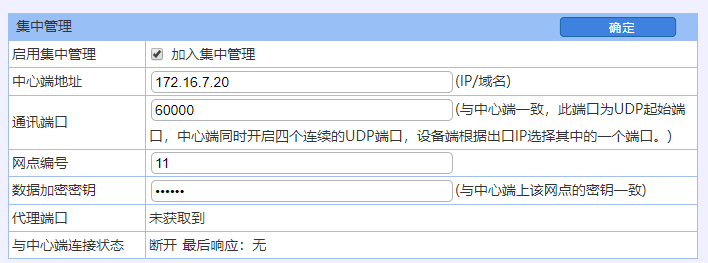 集中管理 确定
启用集中管理 加入集中管理
中心端地址 172.16.7.20 (IP/域名)
通讯端口 60000 (与中心端一致，此端口为UDP起始端
口，中心端同时开启四个连续的UDP端口，设备端根据出口IP选择其中的一个端口。)
网点编号 11
数据加密密钥 •••••• (与中心端上该网点的密钥一致)
代理端口 未获取到
与中心端连接状态 断开 最后响应：无